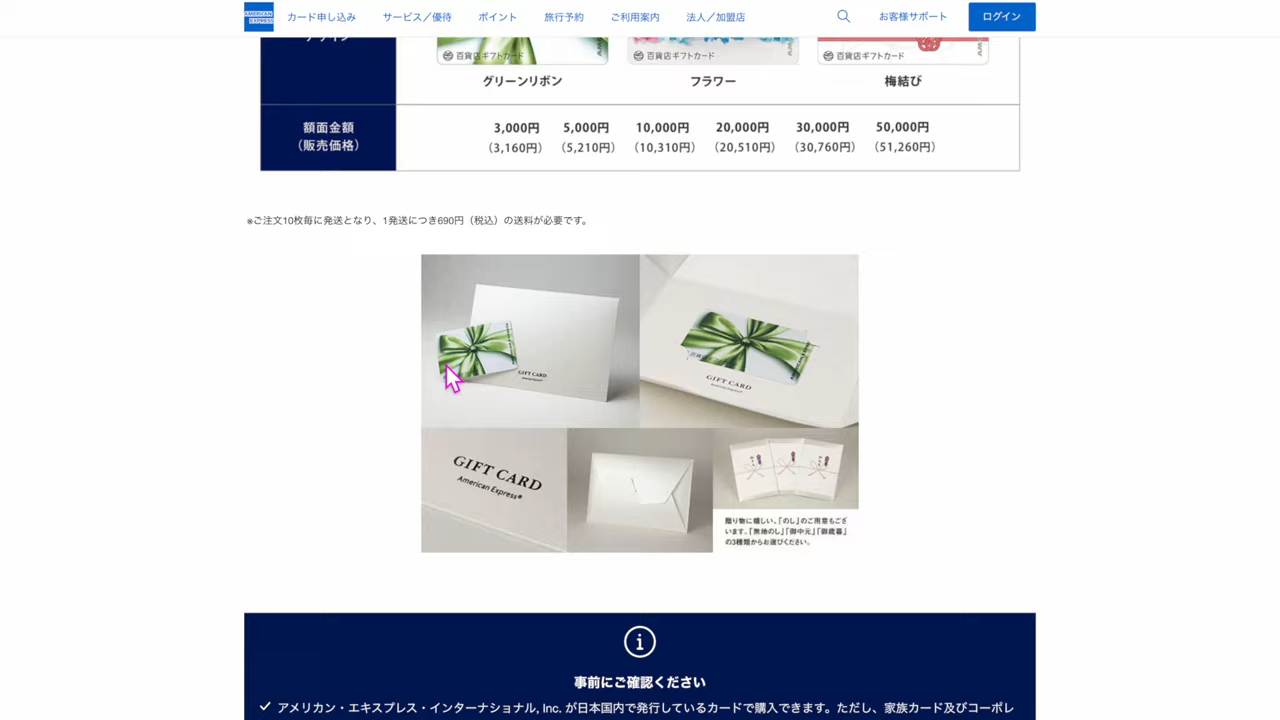 AMERICAN EXPRESS カード申し込み サービス／優待 ポイント 旅行予約 ご利用案内 法人／加盟店 お客様サポート ログイン
デザイン
百貨店ギフトカード 百貨店ギフトカード 百貨店ギフトカード
グリーンリボン フラワー 梅結び
額面金額 3,000円 5,000円 10,000円 20,000円 30,000円 50,000円
（販売価格） （3,160円） （5,210円） （10,310円） （20,510円） （30,760円） （51,260円）
※ご注文10枚毎に発送となり、1発送につき690円（税込）の送料が必要です。
GIFT CARD
American Express®
GIFT CARD
American Express®
GIFT CARD
American Express®
贈り物に嬉しい、「のし」のご用意もござ
います。「無地のし」「御中元」「御歳暮」
の3種類からお選びください。
事前にご確認ください
アメリカン・エキスプレス・インターナショナル, Inc. が日本国内で発行しているカードで購入できます。ただし、家族カード及びコーポレ